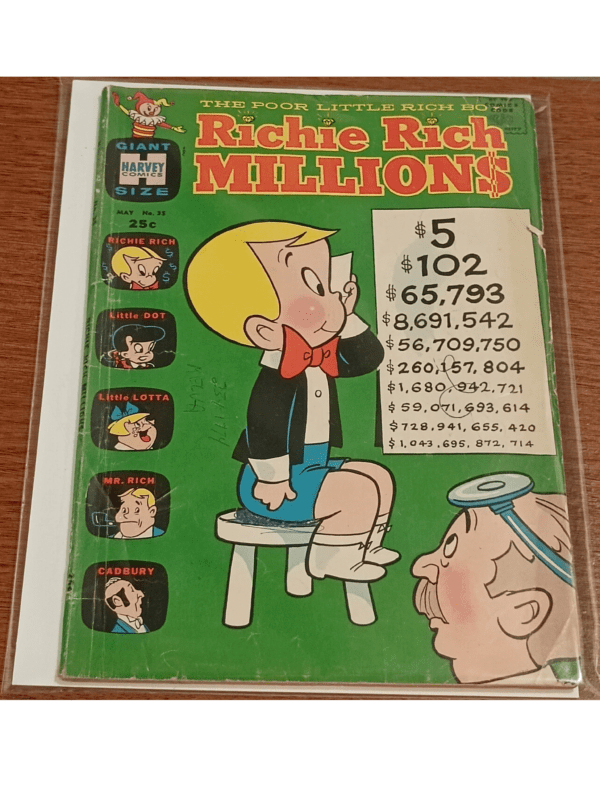 THE POOR LITTLE RICH BOY
Richie Rich
MILLION$
GIANT
H
HARVEY
COMICS
SIZE
MAY No. 35
25c
RICHIE RICH
Little DOT
Little LOTTA
MR. RICH
CADBURY
$5
$102
$65,793
$8,691,542
$56,709,750
$260,157,804
$1,680,942,721
$59,071,693,614
$728,941,655,420
$1,043,695,872,714